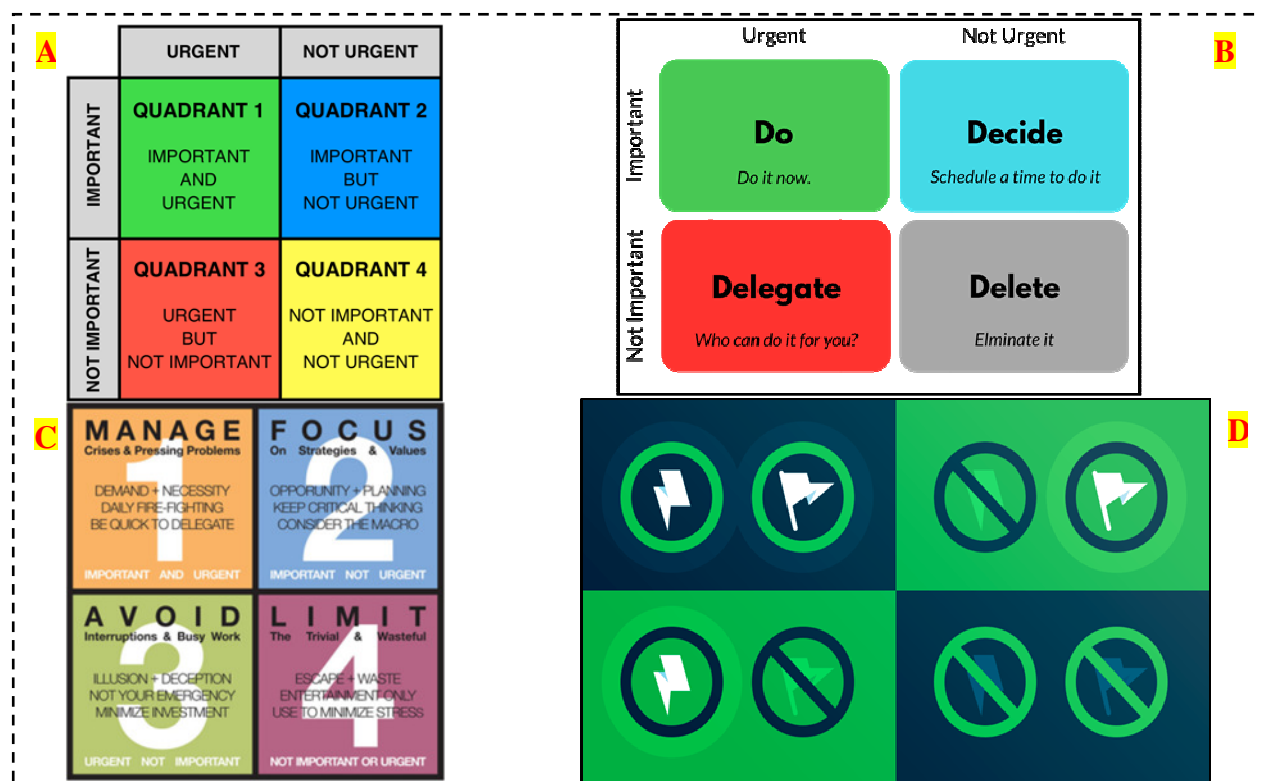 A
URGENT
NOT URGENT
IMPORTANT
QUADRANT 1
IMPORTANT
AND
URGENT
QUADRANT 2
IMPORTANT
BUT
NOT URGENT
NOT IMPORTANT
QUADRANT 3
URGENT
BUT
NOT IMPORTANT
QUADRANT 4
NOT IMPORTANT
AND
NOT URGENT
B
Urgent
Not Urgent
Important
Do
Do it now.
Decide
Schedule a time to do it
Not Important
Delegate
Who can do it for you?
Delete
Elminate it
C
MANAGE
Crises & Pressing Problems
1
DEMAND + NECESSITY
DAILY FIRE-FIGHTING
BE QUICK TO DELEGATE
IMPORTANT AND URGENT
FOCUS
On Strategies & Values
2
OPPORUNITY + PLANNING
KEEP CRITICAL THINKING
CONSIDER THE MACRO
IMPORTANT NOT URGENT
AVOID
Interruptions & Busy Work
3
ILLUSION + DECEPTION
NOT YOUR EMERGENCY
MINIMIZE INVESTMENT
URGENT NOT IMPORTANT
LIMIT
The Trivial & Wasteful
4
ESCAPE + WASTE
ENTERTAINMENT ONLY
USE TO MINIMIZE STRESS
NOT IMPORTANT OR URGENT
D